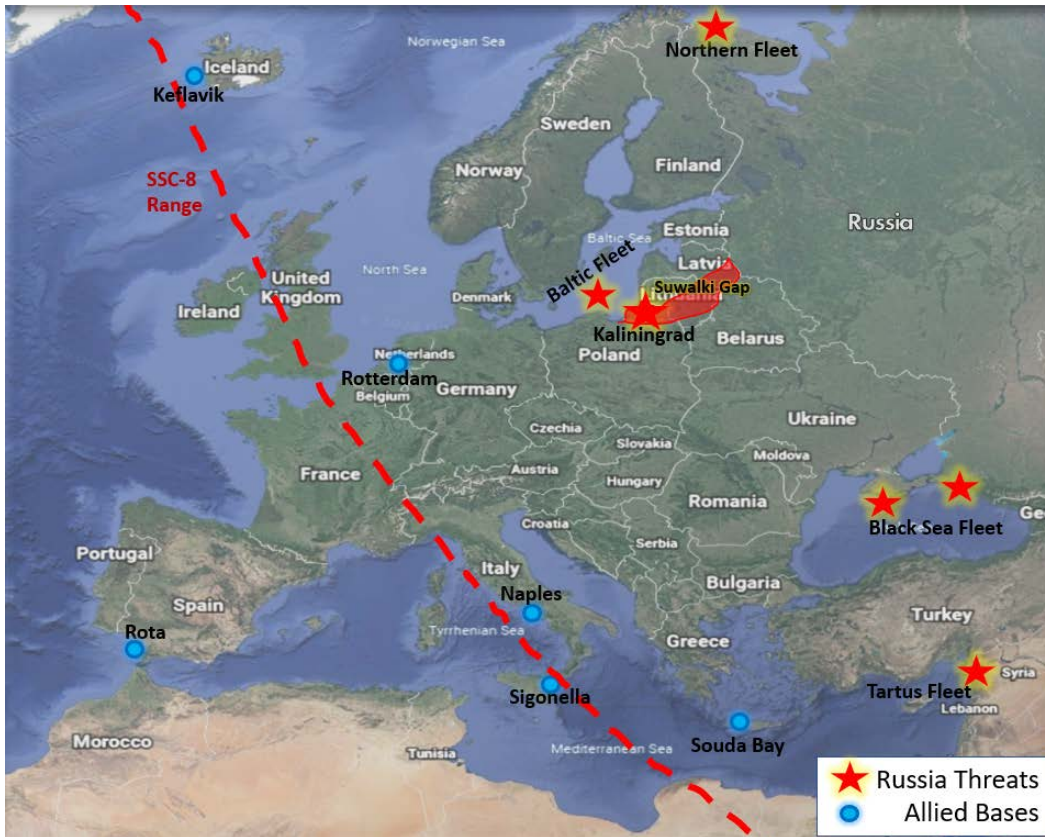 Norwegian Sea
Northern Fleet
Iceland
Keflavik
Sweden
Finland
Norway
SSC-8
Range
Russia
Estonia
Baltic Sea
Latvia
Baltic Fleet
North Sea
United
Kingdom
Ireland
Denmark
Suwalki Gap
Lithuania
Kaliningrad
Netherlands
Rotterdam
Belgium
Poland
Belarus
Germany
Ukraine
Czechia
Slovakia
Moldova
France
Austria
Hungary
Romania
Croatia
Black Sea Fleet
Ge
Serbia
Portugal
Italy
Bulgaria
Spain
Naples
Turkey
Rota
Tyrrhenian Sea
Greece
Syria
Tartus Fleet
Sigonella
Lebanon
Morocco
Tunisia
Mediterranean Sea
Souda Bay
Russia Threats
Allied Bases